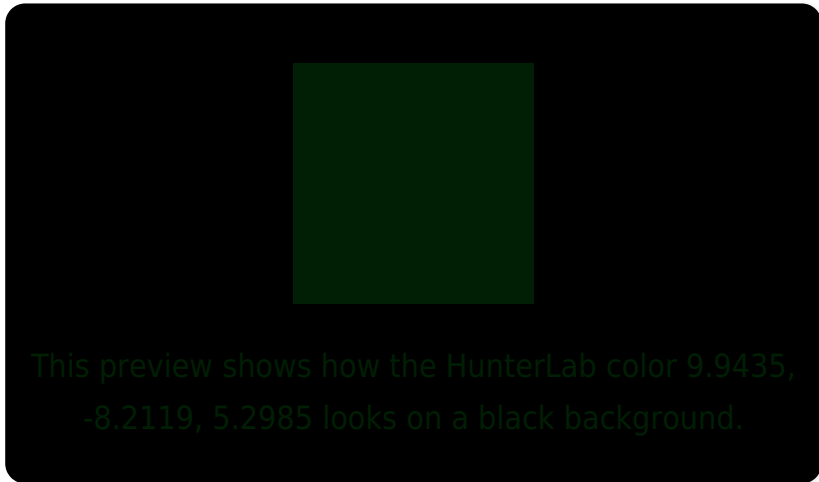 This preview shows how the HunterLab color 9.9435,
-8.2119, 5.2985 looks on a black background.